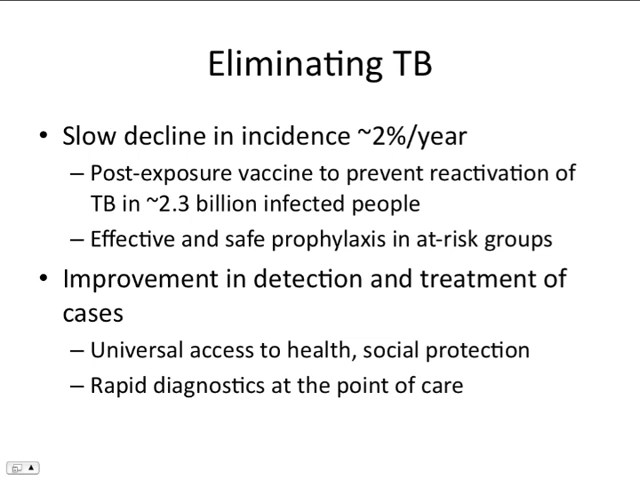 Eliminating TB
• Slow decline in incidence ~2%/year
– Post-exposure vaccine to prevent reactivation of
TB in ~2.3 billion infected people
– Effective and safe prophylaxis in at-risk groups
• Improvement in detection and treatment of
cases
– Universal access to health, social protection
– Rapid diagnostics at the point of care